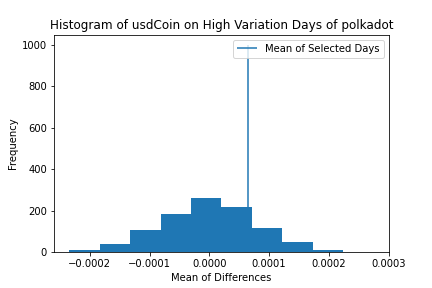 Histogram of usdCoin on High Variation Days of polkadot
Mean of Selected Days
Frequency
1000
800
600
400
200
0
−0.0002 −0.0001 0.0000 0.0001 0.0002 0.0003
Mean of Differences